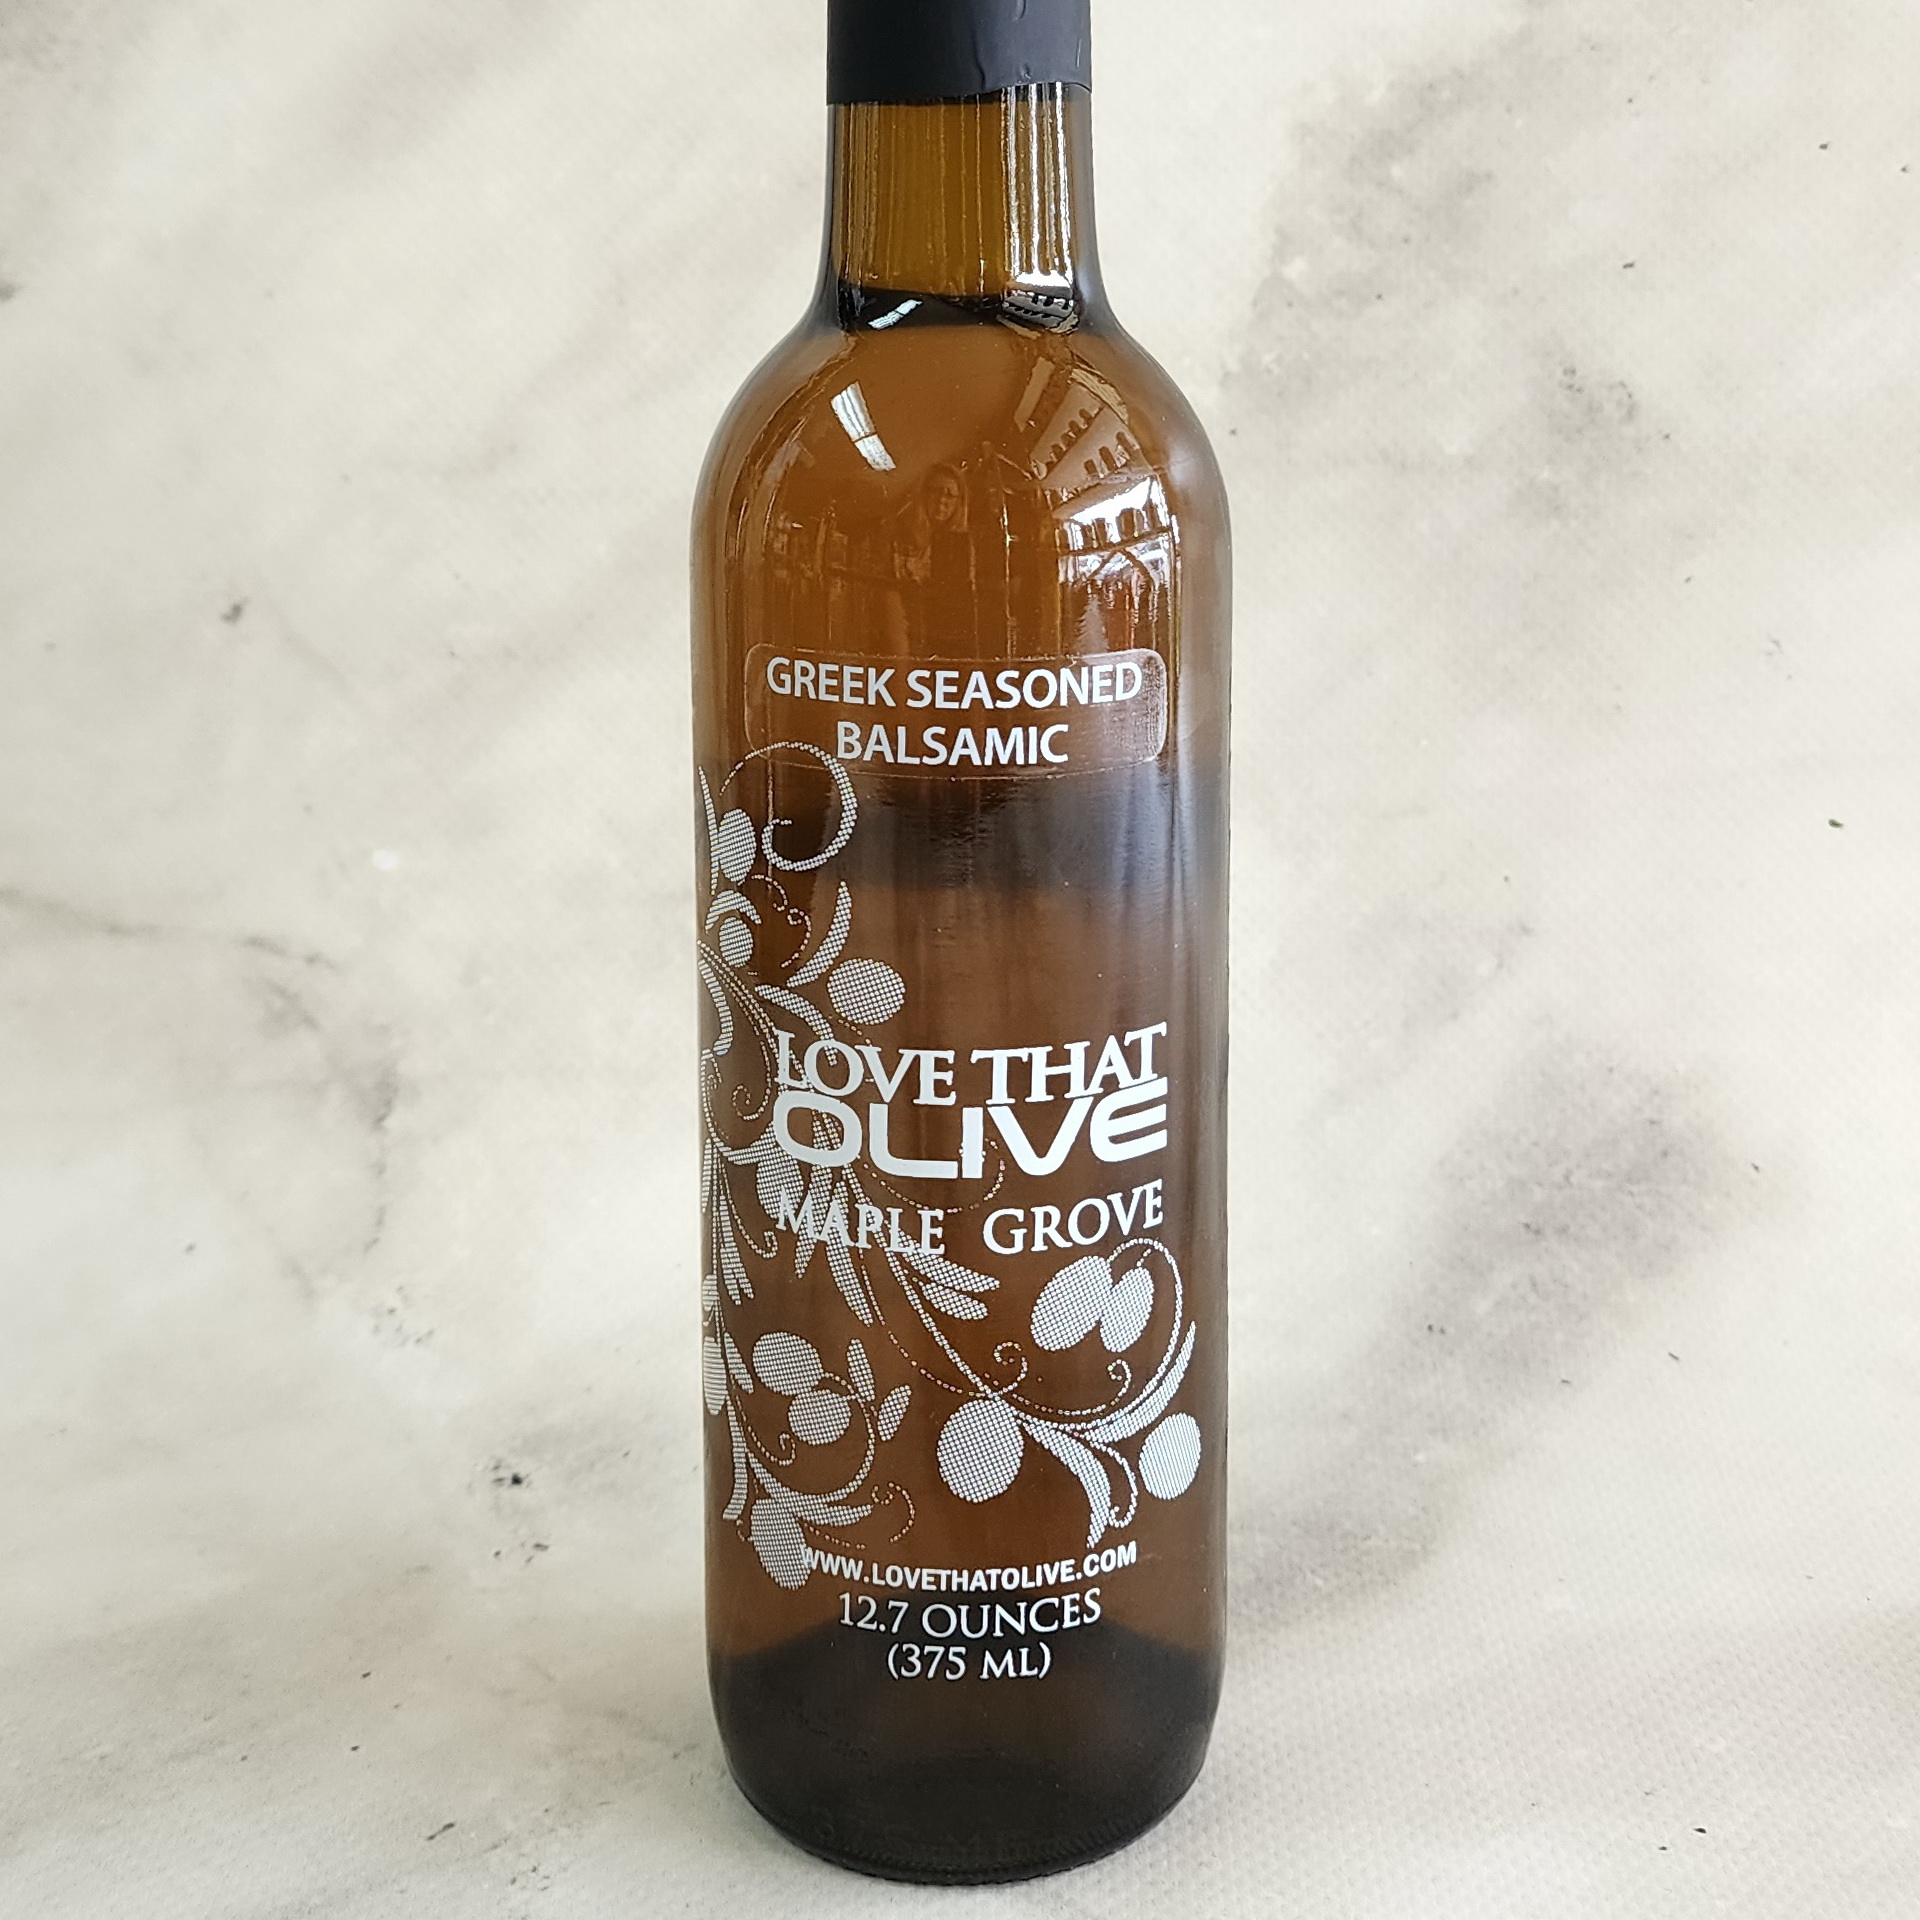 GREEK SEASONED
BALSAMIC
LOVE THAT
OLIVE
MAPLE GROVE
WWW.LOVETHATOLIVE.COM
12.7 OUNCES
(375 ML)